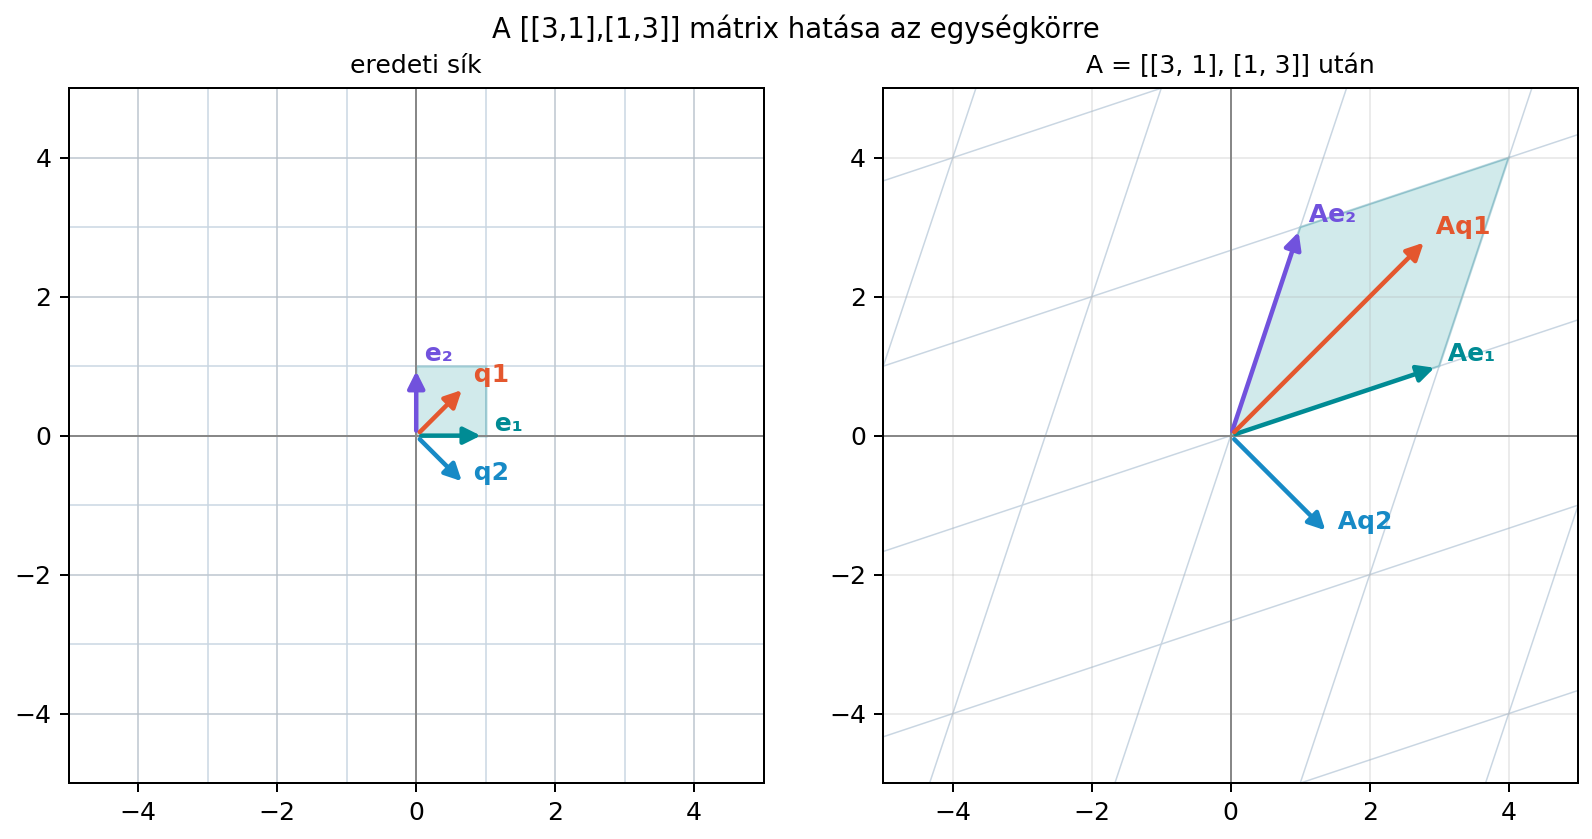 A [[3,1],[1,3]] mátrix hatása az egységkörre
eredeti sík
4
2
0
−2
−4
−4
−2
0
2
4
e₂
q1
e₁
q2
A = [[3, 1], [1, 3]] után
4
2
0
−2
−4
−4
−2
0
2
4
Ae₂
Aq1
Ae₁
Aq2